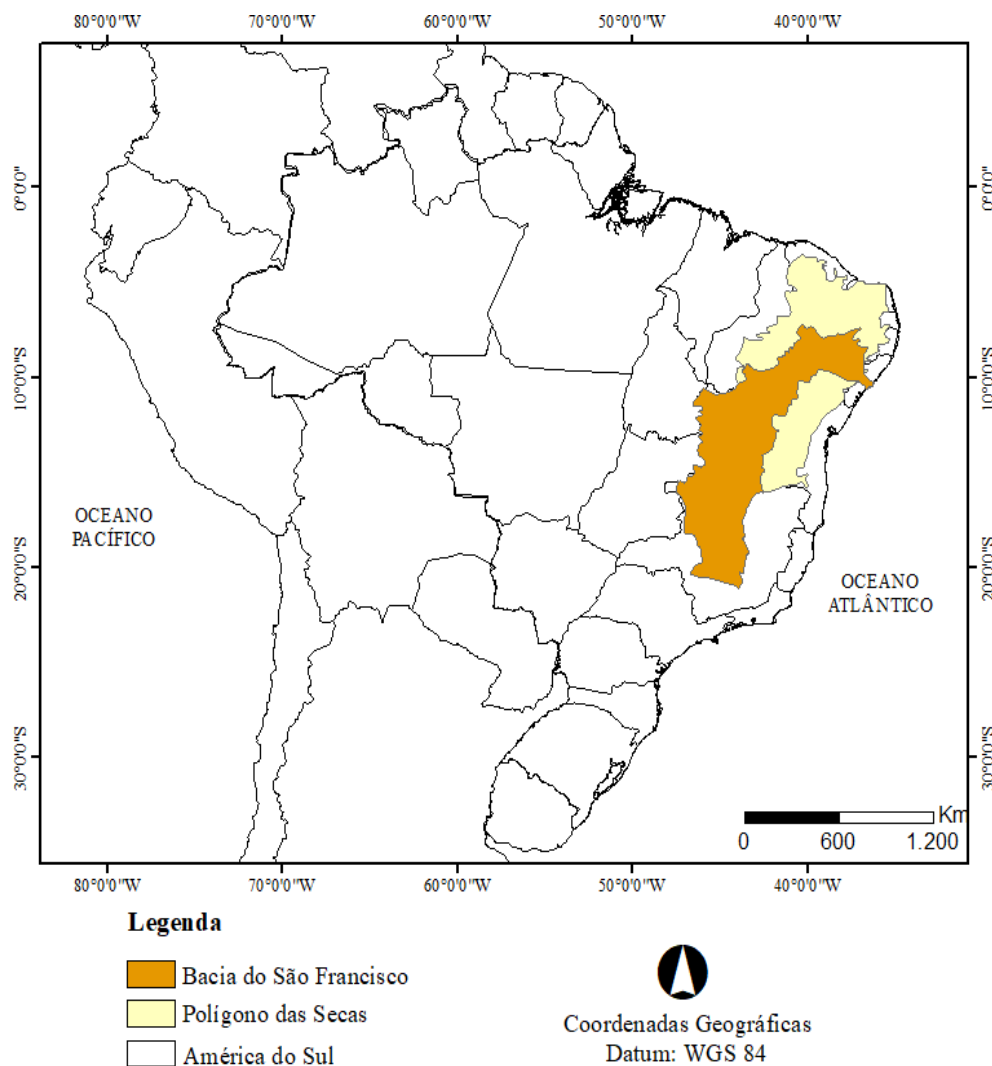 80°0'0"W 70°0'0"W 60°0'0"W 50°0'0"W 40°0'0"W
0°0'0" 0°0'0"
10°0'0"S 10°0'0"S
OCEANO
PACÍFICO
20°0'0"S 20°0'0"S
OCEANO
ATLÂNTICO
30°0'0"S 30°0'0"S
Km
0 600 1.200
80°0'0"W 70°0'0"W 60°0'0"W 50°0'0"W 40°0'0"W
Legenda
Bacia do São Francisco
Polígono das Secas
América do Sul
Coordenadas Geográficas
Datum: WGS 84